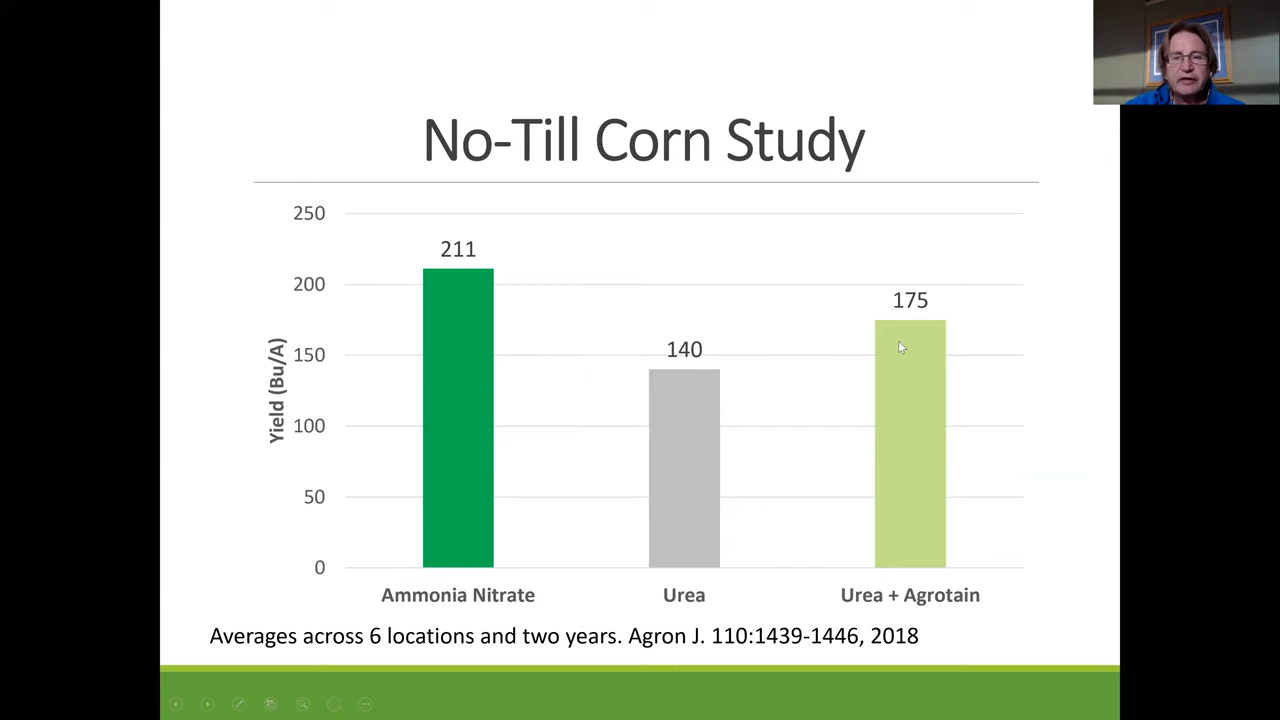 No-Till Corn Study
250
200
150
100
50
0
Yield (Bu/A)
211
140
175
Ammonia Nitrate
Urea
Urea + Agrotain
Averages across 6 locations and two years. Agron J. 110:1439-1446, 2018